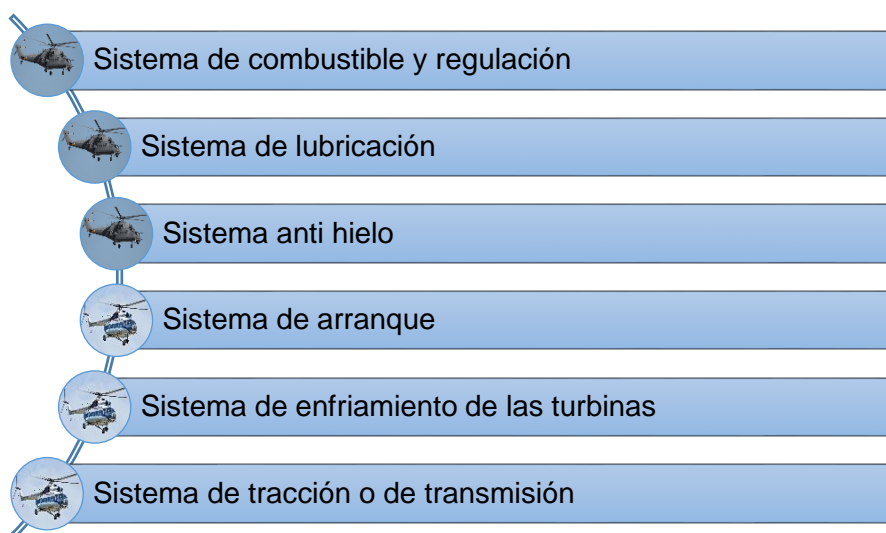 Sistema de combustible y regulación
Sistema de lubricación
Sistema anti hielo
Sistema de arranque
Sistema de enfriamiento de las turbinas
Sistema de tracción o de transmisión